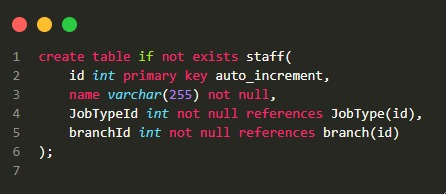 1 create table if not exists staff(
2     id int primary key auto_increment,
3     name varchar(255) not null,
4     JobTypeId int not null references JobType(id),
5     branchId int not null references branch(id)
6 );
7